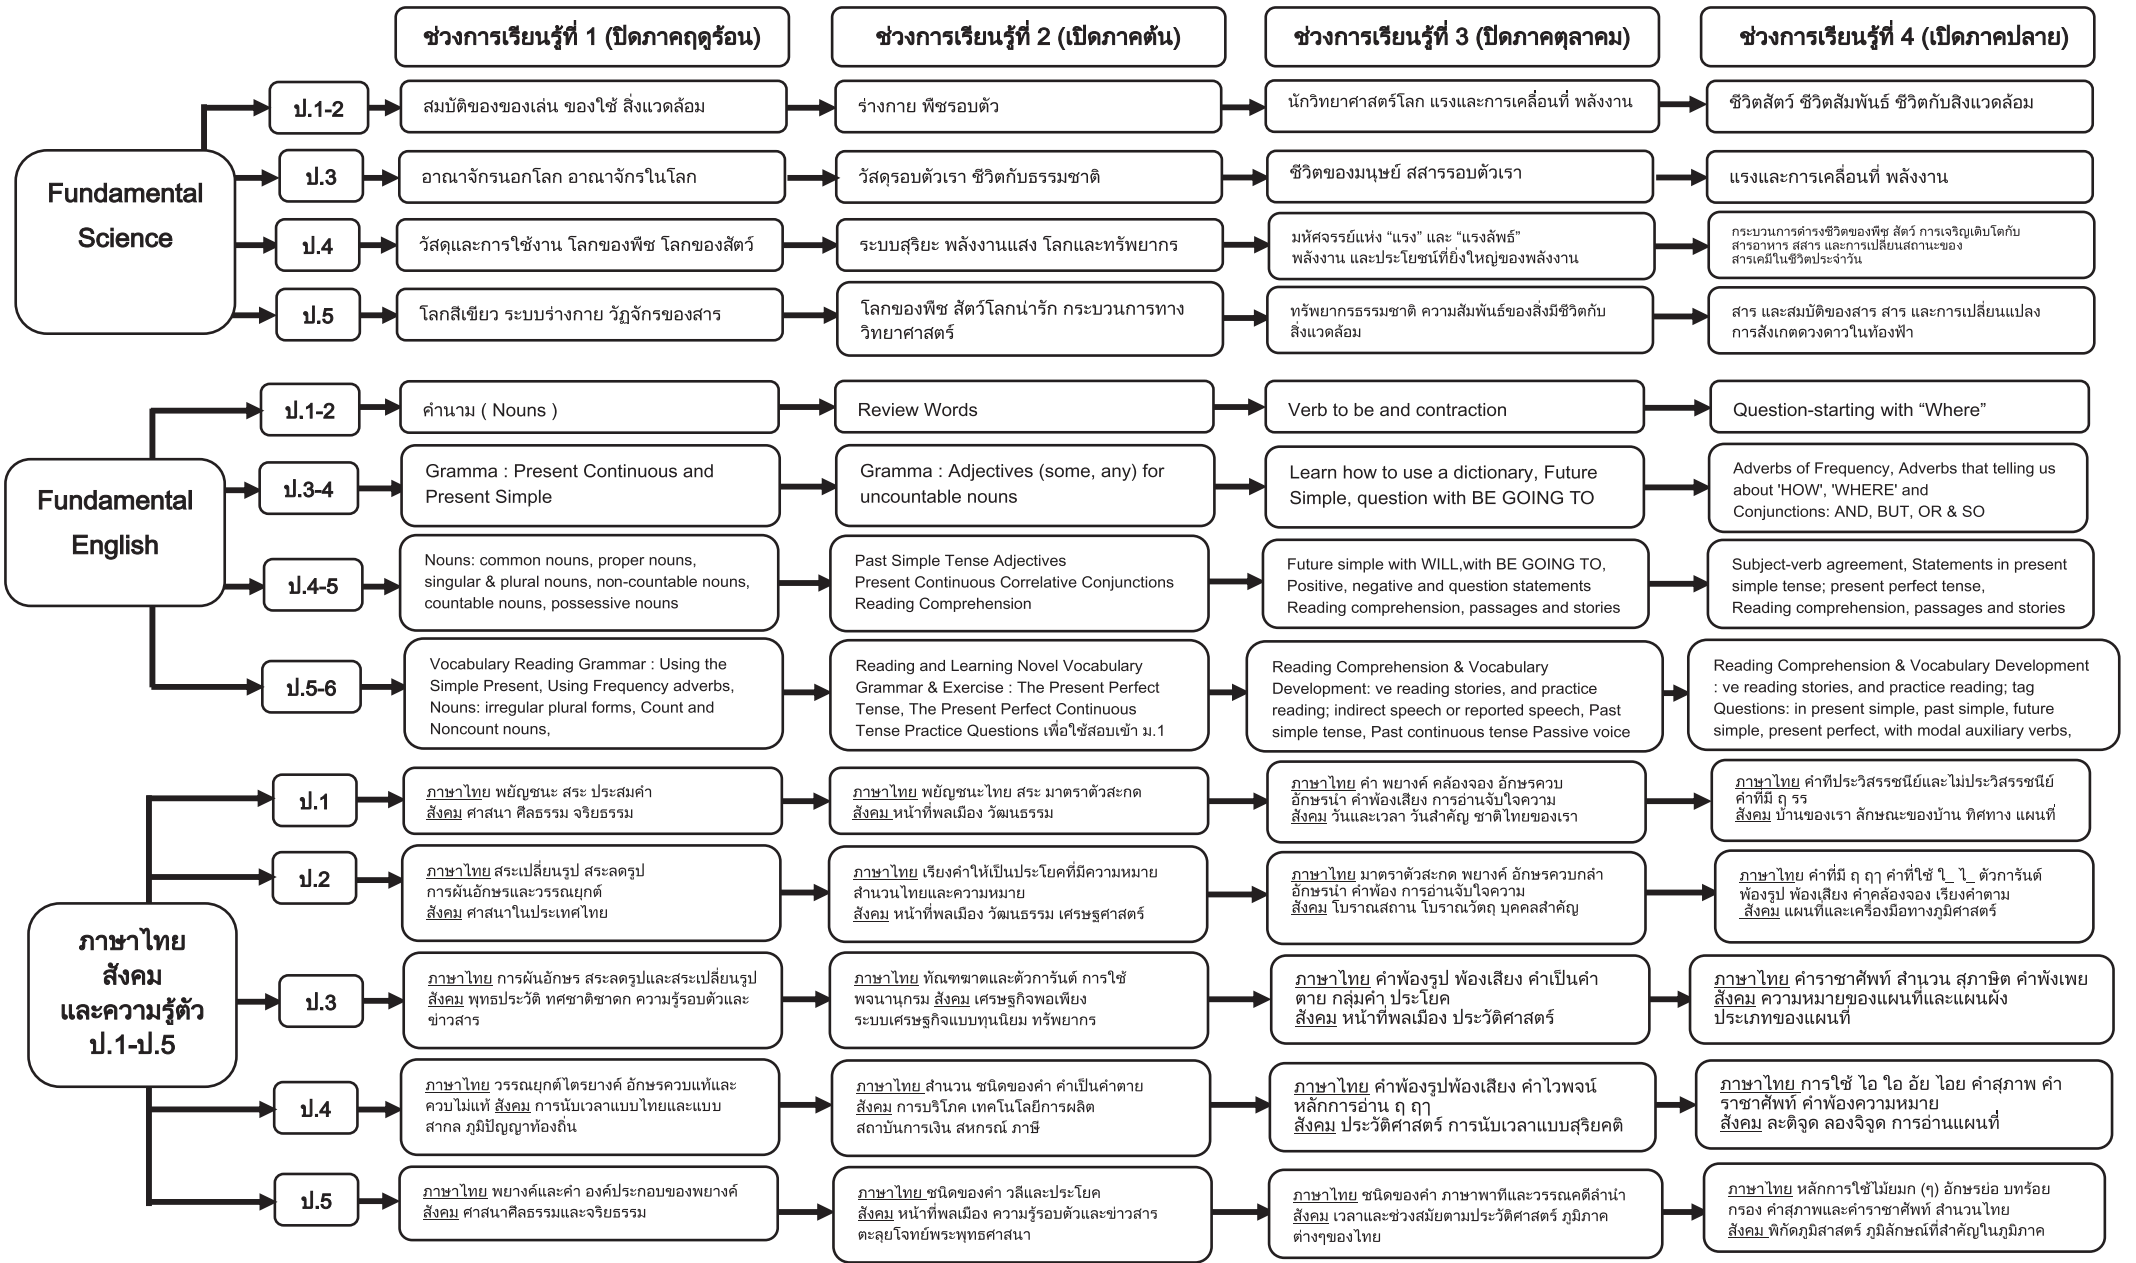 ช่วงการเรียนรู้ที่ 1 (ปิดภาคฤดูร้อน)
ช่วงการเรียนรู้ที่ 2 (เปิดภาคต้น)
ช่วงการเรียนรู้ที่ 3 (ปิดภาคตุลาคม)
ช่วงการเรียนรู้ที่ 4 (เปิดภาคปลาย)
Fundamental
Science
ป.1-2
สมบัติของของเล่น ของใช้ สิ่งแวดล้อม
ร่างกาย พืชรอบตัว
นักวิทยาศาสตร์โลก แรงและการเคลื่อนที่ พลังงาน
ชีวิตสัตว์ ชีวิตสัมพันธ์ ชีวิตกับสิ่งแวดล้อม
ป.3
อาณาจักรนอกโลก อาณาจักรในโลก
วัสดุรอบตัวเรา ชีวิตกับธรรมชาติ
ชีวิตของมนุษย์ สสารรอบตัวเรา
แรงและการเคลื่อนที่ พลังงาน
ป.4
วัสดุและการใช้งาน โลกของพืช โลกของสัตว์
ระบบสุริยะ พลังงานแสง โลกและทรัพยากร
มหัศจรรย์แห่ง “แรง” และ “แรงลัพธ์”
พลังงาน และประโยชน์ที่ยิ่งใหญ่ของพลังงาน
กระบวนการดำรงชีวิตของพืช สัตว์ การเจริญเติบโตกับ
สารอาหาร สสาร และการเปลี่ยนสถานะของ
สารเคมีในชีวิตประจำวัน
ป.5
โลกสีเขียว ระบบร่างกาย วัฏจักรของสาร
โลกของพืช สัตว์โลกน่ารัก กระบวนการทาง
วิทยาศาสตร์
ทรัพยากรธรรมชาติ ความสัมพันธ์ของสิ่งมีชีวิตกับ
สิ่งแวดล้อม
สาร และสมบัติของสาร สาร และการเปลี่ยนแปลง
การสังเกตดวงดาวในท้องฟ้า
Fundamental
English
ป.1-2
คำนาม ( Nouns )
Review Words
Verb to be and contraction
Question-starting with “Where”
ป.3-4
Gramma : Present Continuous and
Present Simple
Gramma : Adjectives (some, any) for
uncountable nouns
Learn how to use a dictionary, Future
Simple, question with BE GOING TO
Adverbs of Frequency, Adverbs that telling us
about 'HOW', 'WHERE' and
Conjunctions: AND, BUT, OR & SO
ป.4-5
Nouns: common nouns, proper nouns,
singular & plural nouns, non-countable nouns,
countable nouns, possessive nouns
Past Simple Tense Adjectives
Present Continuous Correlative Conjunctions
Reading Comprehension
Future simple with WILL,with BE GOING TO,
Positive, negative and question statements
Reading comprehension, passages and stories
Subject-verb agreement, Statements in present
simple tense; present perfect tense,
Reading comprehension, passages and stories
ป.5-6
Vocabulary Reading Grammar : Using the
Simple Present, Using Frequency adverbs,
Nouns: irregular plural forms, Count and
Noncount nouns,
Reading and Learning Novel Vocabulary
Grammar & Exercise : The Present Perfect
Tense, The Present Perfect Continuous
Tense Practice Questions เพื่อใช้สอบเข้า ม.1
Reading Comprehension & Vocabulary
Development: ve reading stories, and practice
reading; indirect speech or reported speech, Past
simple tense, Past continuous tense Passive voice
Reading Comprehension & Vocabulary Development
: ve reading stories, and practice reading; tag
Questions: in present simple, past simple, future
simple, present perfect, with modal auxiliary verbs,
ภาษาไทย
สังคม
และความรู้ตัว
ป.1-ป.5
ป.1
ภาษาไทย พยัญชนะ สระ ประสมคำ
สังคม ศาสนา ศีลธรรม จริยธรรม
ภาษาไทย พยัญชนะไทย สระ มาตราตัวสะกด
สังคม หน้าที่พลเมือง วัฒนธรรม
ภาษาไทย คำ พยางค์ คล้องจอง อักษรควบ
อักษรนำ คำพ้องเสียง การอ่านจับใจความ
สังคม วันและเวลา วันสำคัญ ชาติไทยของเรา
ภาษาไทย คำที่ประวิสรรชนีย์และไม่ประวิสรรชนีย์
คำที่มี ฤ รร
สังคม บ้านของเรา ลักษณะของบ้าน ทิศทาง แผนที่
ป.2
ภาษาไทย สระเปลี่ยนรูป สระลดรูป
การผันอักษรและวรรณยุกต์
สังคม ศาสนาในประเทศไทย
ภาษาไทย เรียงคำให้เป็นประโยคที่มีความหมาย
สำนวนไทยและความหมาย
สังคม หน้าที่พลเมือง วัฒนธรรม เศรษฐศาสตร์
ภาษาไทย มาตราตัวสะกด พยางค์ อักษรควบกล้ำ
อักษรนำ คำพ้อง การอ่านจับใจความ
สังคม โบราณสถาน โบราณวัตถุ บุคคลสำคัญ
ภาษาไทย คำที่มี ฤ ฤๅ คำที่ใช้ ใ_ ไ_ ตัวการันต์
พ้องรูป พ้องเสียง คำคล้องจอง เรียงคำตาม
สังคม แผนที่และเครื่องมือทางภูมิศาสตร์
ป.3
ภาษาไทย การผันอักษร สระลดรูปและสระเปลี่ยนรูป
สังคม พุทธประวัติ ทศชาติชาดก ความรู้รอบตัวและ
ข่าวสาร
ภาษาไทย ทัณฑฆาตและตัวการันต์ การใช้
พจนานุกรม สังคม เศรษฐกิจพอเพียง
ระบบเศรษฐกิจแบบทุนนิยม ทรัพยากร
ภาษาไทย คำพ้องรูป พ้องเสียง คำเป็นคำ
ตาย กลุ่มคำ ประโยค
สังคม หน้าที่พลเมือง ประวัติศาสตร์
ภาษาไทย คำราชาศัพท์ สำนวน สุภาษิต คำพังเพย
สังคม ความหมายของแผนที่และแผนผัง
ประเภทของแผนที่
ป.4
ภาษาไทย วรรณยุกต์ไตรยางค์ อักษรควบแท้และ
ควบไม่แท้ สังคม การนับเวลาแบบไทยและแบบ
สากล ภูมิปัญญาท้องถิ่น
ภาษาไทย สำนวน ชนิดของคำ คำเป็นคำตาย
สังคม การบริโภค เทคโนโลยีการผลิต
สถาบันการเงิน สหกรณ์ ภาษี
ภาษาไทย คำพ้องรูปพ้องเสียง คำไวพจน์
หลักการอ่าน ฤ ฤๅ
สังคม ประวัติศาสตร์ การนับเวลาแบบสุริยคติ
ภาษาไทย การใช้ ไอ ใอ อัย ไอย คำสุภาพ คำ
ราชาศัพท์ คำพ้องความหมาย
สังคม ละติจูด ลองจิจูด การอ่านแผนที่
ป.5
ภาษาไทย พยางค์และคำ องค์ประกอบของพยางค์
สังคม ศาสนาศีลธรรมและจริยธรรม
ภาษาไทย ชนิดของคำ วลีและประโยค
สังคม หน้าที่พลเมือง ความรู้รอบตัวและข่าวสาร
ตะลุยโจทย์พระพุทธศาสนา
ภาษาไทย ชนิดของคำ ภาษาพาทีและวรรณคดีลำนำ
สังคม เวลาและช่วงสมัยตามประวัติศาสตร์ ภูมิภาค
ต่างๆของไทย
ภาษาไทย หลักการใช้ไม้ยมก (ๆ) อักษรย่อ บทร้อย
กรอง คำสุภาพและคำราชาศัพท์ สำนวนไทย
สังคม พิกัดภูมิสาสตร์ ภูมิลักษณ์ที่สำคัญในภูมิภาค